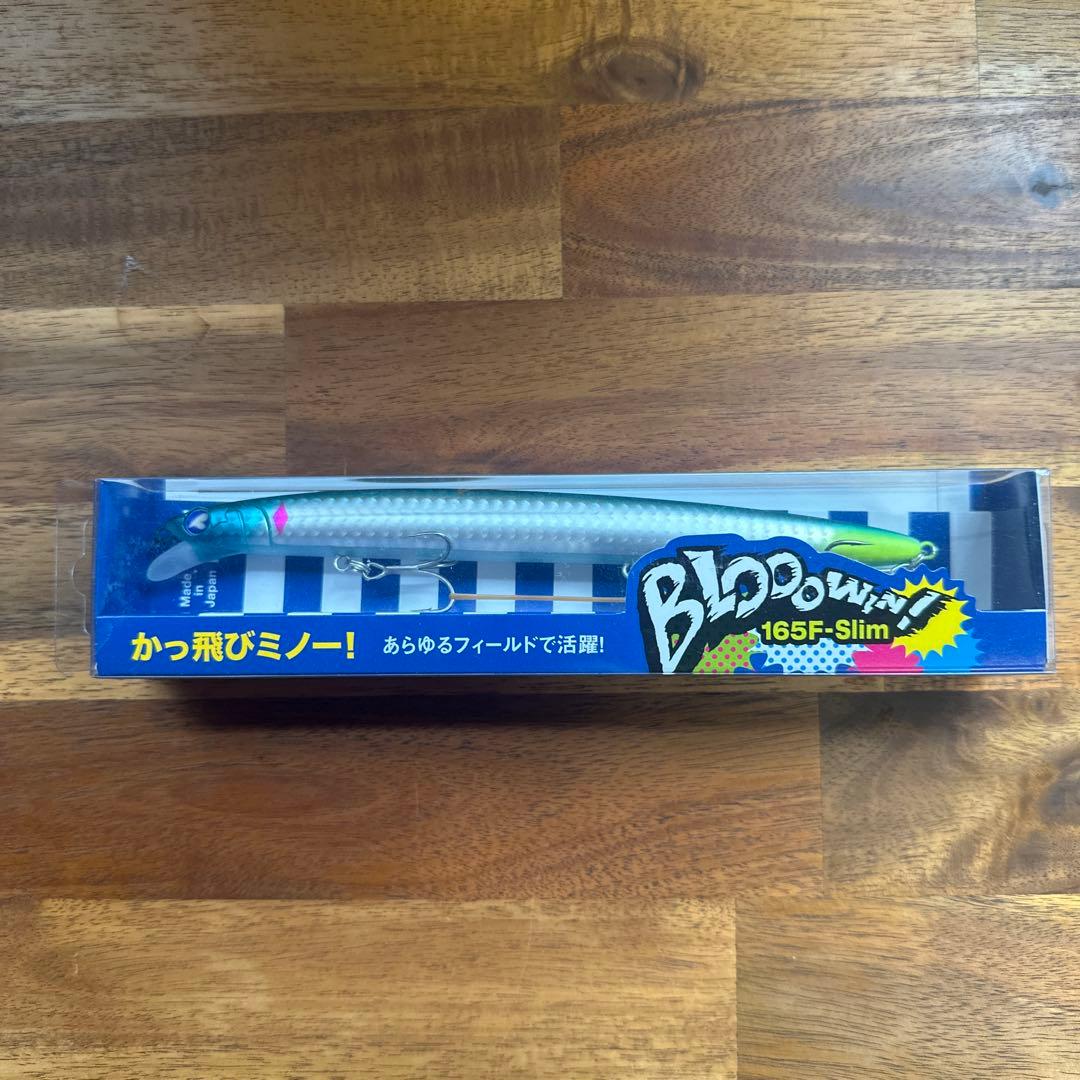 Made
in
Japan
かっ飛びミノー!
あらゆるフィールドで活躍!
BLOOOWIN!
165F-Slim